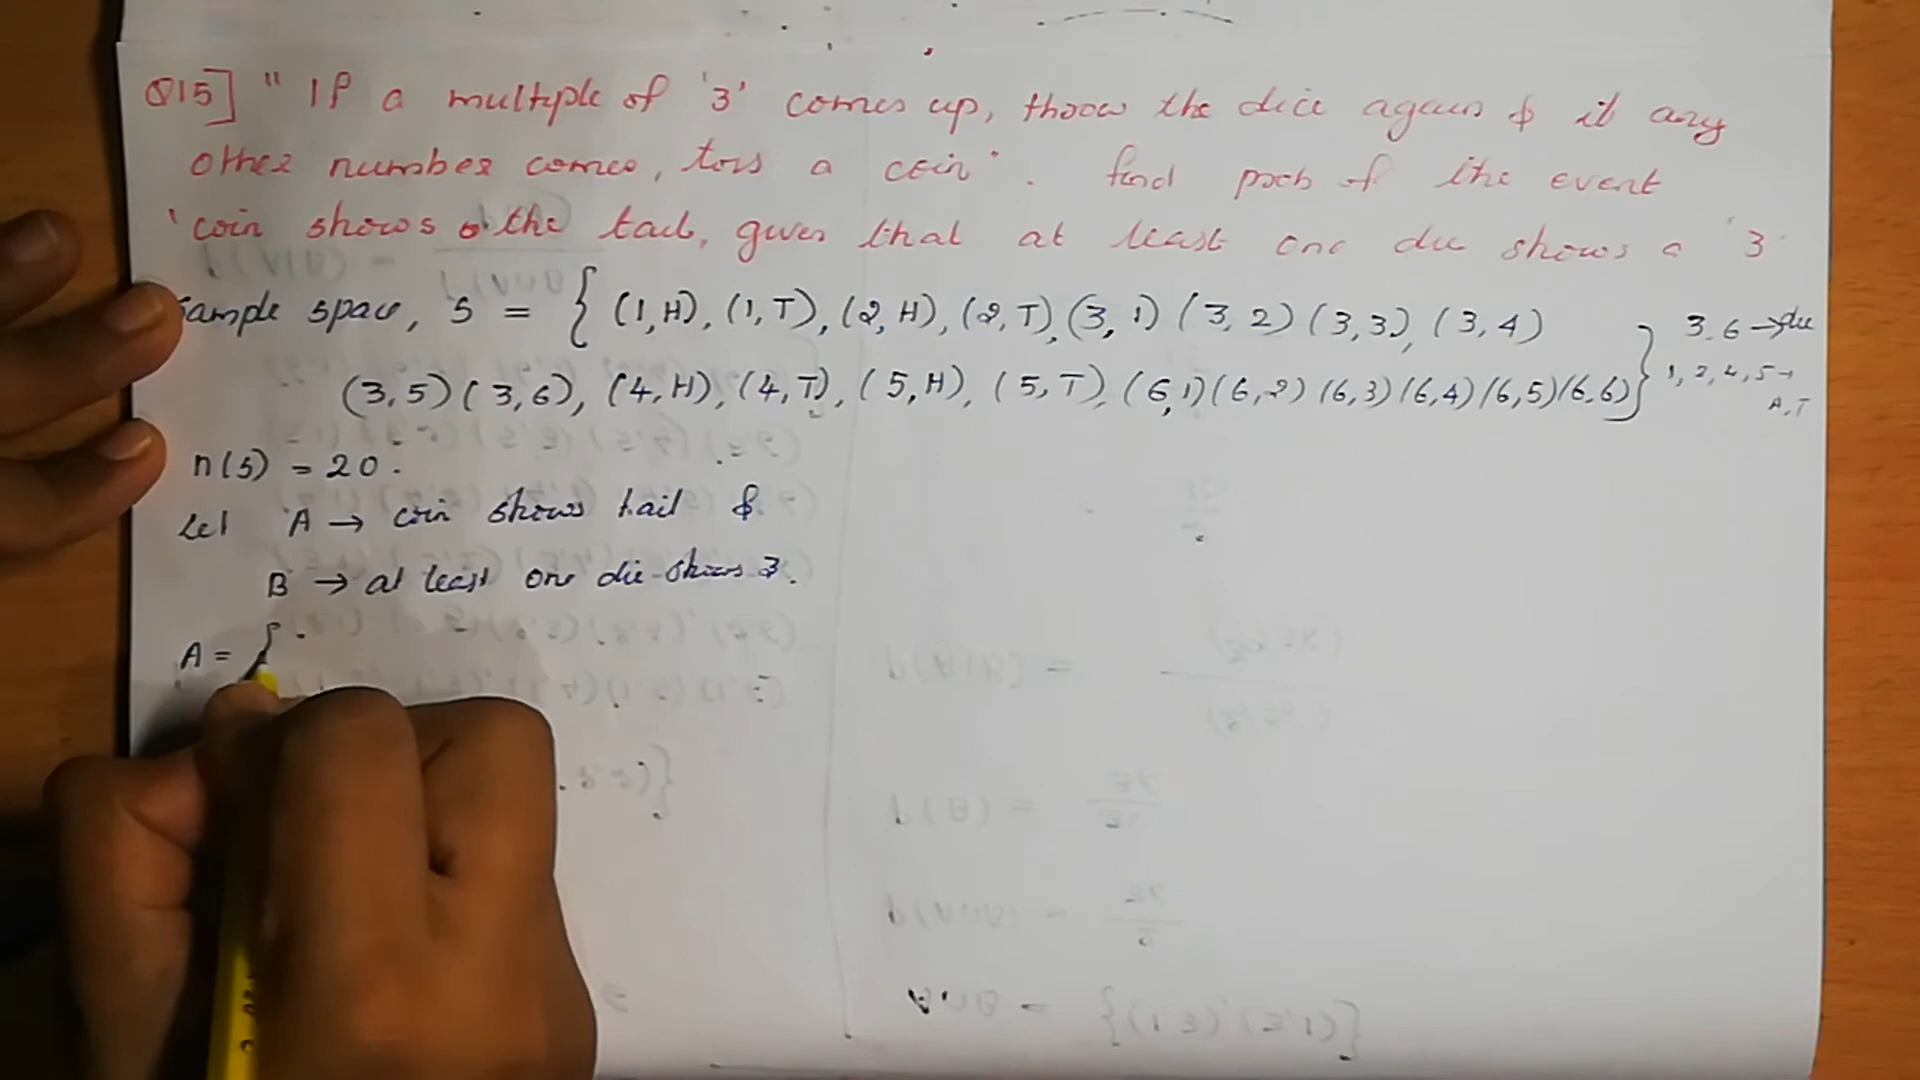 Q15] " If a multiple of '3' comes up, throw the dice again & if any
other number comes, toss a coin". find prob of the event
'coin shows the tail, given that at least one die shows a '3'
Sample space, S = { (1,H), (1,T), (2,H), (2,T), (3,1) (3,2) (3,3), (3,4)
(3,5) (3,6), (4,H), (4,T), (5,H), (5,T), (6,1) (6,2) (6,3) (6,4) (6,5) (6,6) }
3,6 → die
1, 2, 4, 5 →
H,T
n(S) = 20.
Let A → coin shows tail &
B → at least one die shows 3.
A = {